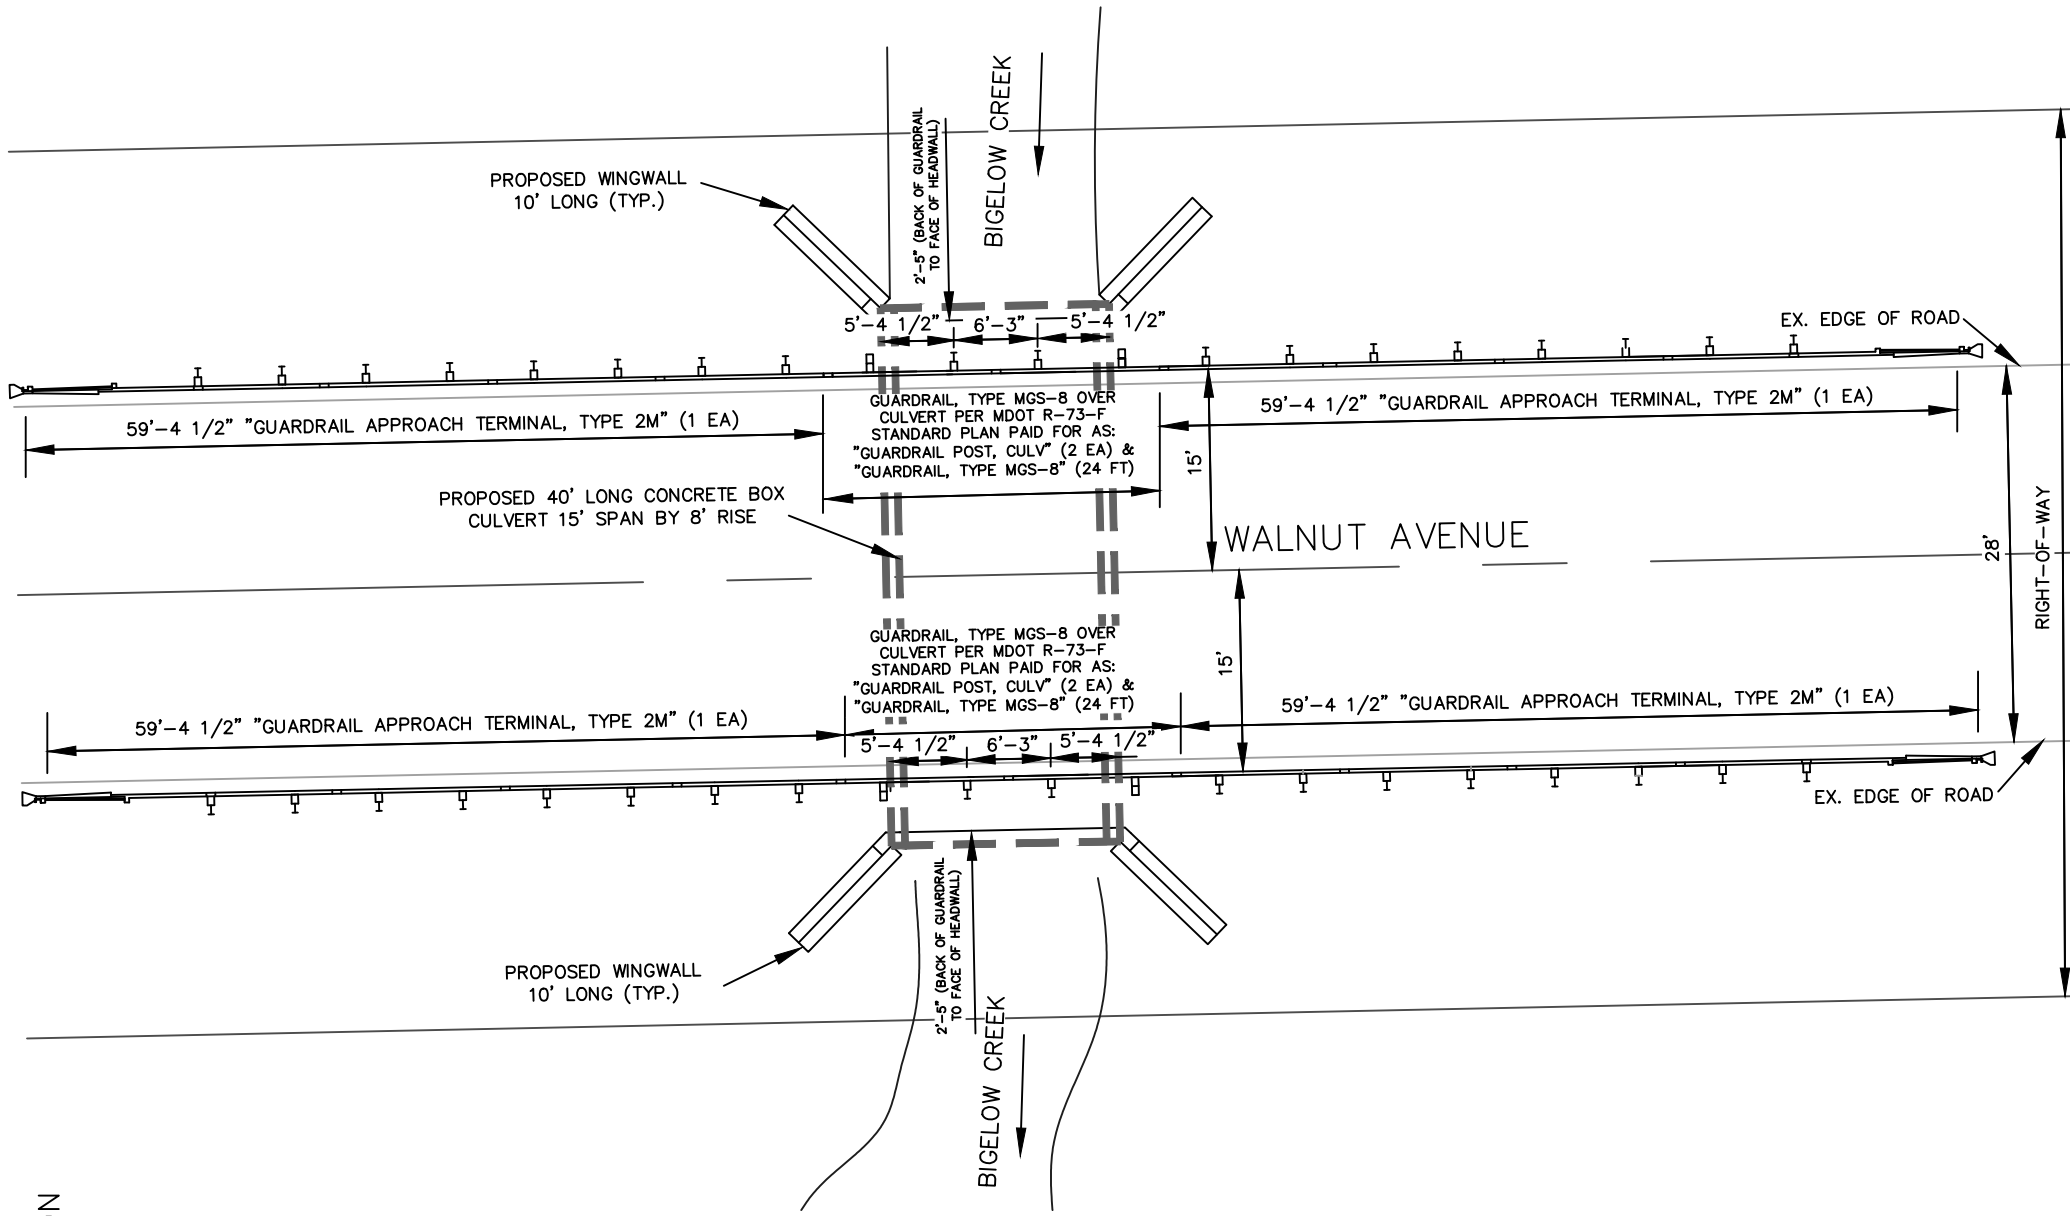 BIGELOW CREEK
2'-5" (BACK OF GUARDRAIL
TO FACE OF HEADWALL)
PROPOSED WINGWALL
10' LONG (TYP.)
5'-4 1/2"
6'-3"
5'-4 1/2"
EX. EDGE OF ROAD
59'-4 1/2" "GUARDRAIL APPROACH TERMINAL, TYPE 2M" (1 EA)
GUARDRAIL, TYPE MGS-8 OVER
CULVERT PER MDOT R-73-F
STANDARD PLAN PAID FOR AS:
"GUARDRAIL POST, CULV" (2 EA) &
"GUARDRAIL, TYPE MGS-8" (24 FT)
59'-4 1/2" "GUARDRAIL APPROACH TERMINAL, TYPE 2M" (1 EA)
15'
PROPOSED 40' LONG CONCRETE BOX
CULVERT 15' SPAN BY 8' RISE
WALNUT AVENUE
28'
RIGHT-OF-WAY
GUARDRAIL, TYPE MGS-8 OVER
CULVERT PER MDOT R-73-F
STANDARD PLAN PAID FOR AS:
"GUARDRAIL POST, CULV" (2 EA) &
"GUARDRAIL, TYPE MGS-8" (24 FT)
15'
59'-4 1/2" "GUARDRAIL APPROACH TERMINAL, TYPE 2M" (1 EA)
59'-4 1/2" "GUARDRAIL APPROACH TERMINAL, TYPE 2M" (1 EA)
5'-4 1/2"
6'-3"
5'-4 1/2"
EX. EDGE OF ROAD
2'-5" (BACK OF GUARDRAIL
TO FACE OF HEADWALL)
PROPOSED WINGWALL
10' LONG (TYP.)
BIGELOW CREEK